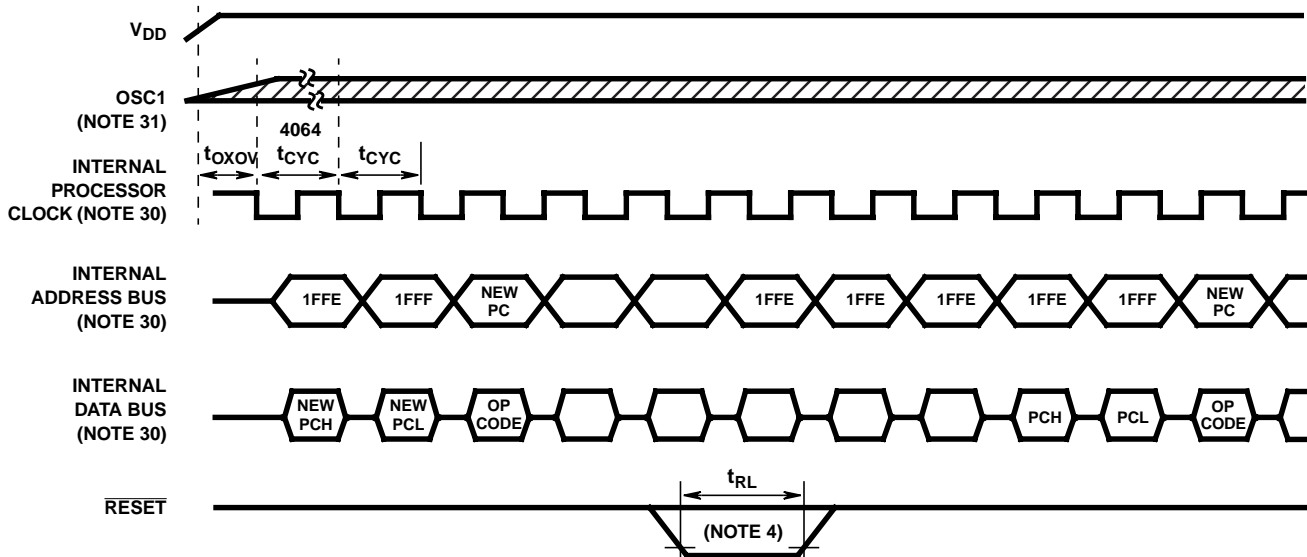 VDD
OSC1
(NOTE 31)
4064
tOXOV
tCYC
tCYC
INTERNAL
PROCESSOR
CLOCK (NOTE 30)
INTERNAL
ADDRESS BUS
(NOTE 30)
1FFE
1FFF
NEW
PC
1FFE
1FFE
1FFE
1FFE
1FFF
NEW
PC
INTERNAL
DATA BUS
(NOTE 30)
NEW
PCH
NEW
PCL
OP
CODE
PCH
PCL
OP
CODE
RESET
tRL
(NOTE 4)